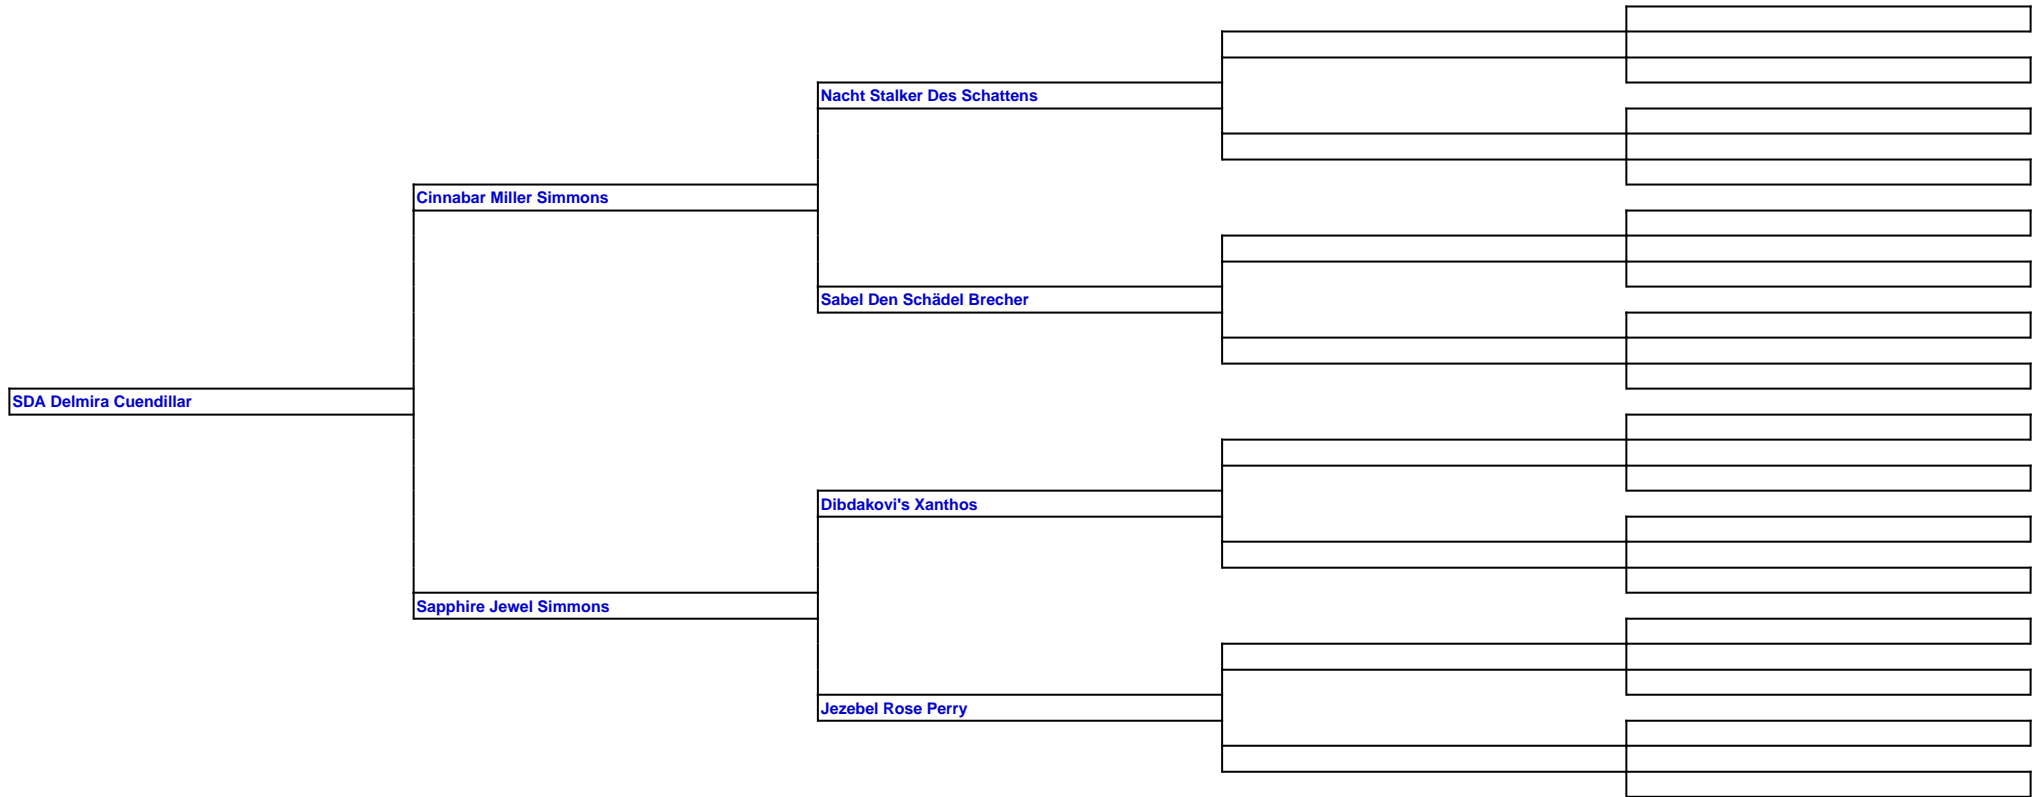 Nacht Stalker Des Schattens
Cinnabar Miller Simmons
Sabel Den Schädel Brecher
SDA Delmira Cuendillar
Dibdakovi's Xanthos
Sapphire Jewel Simmons
Jezebel Rose Perry